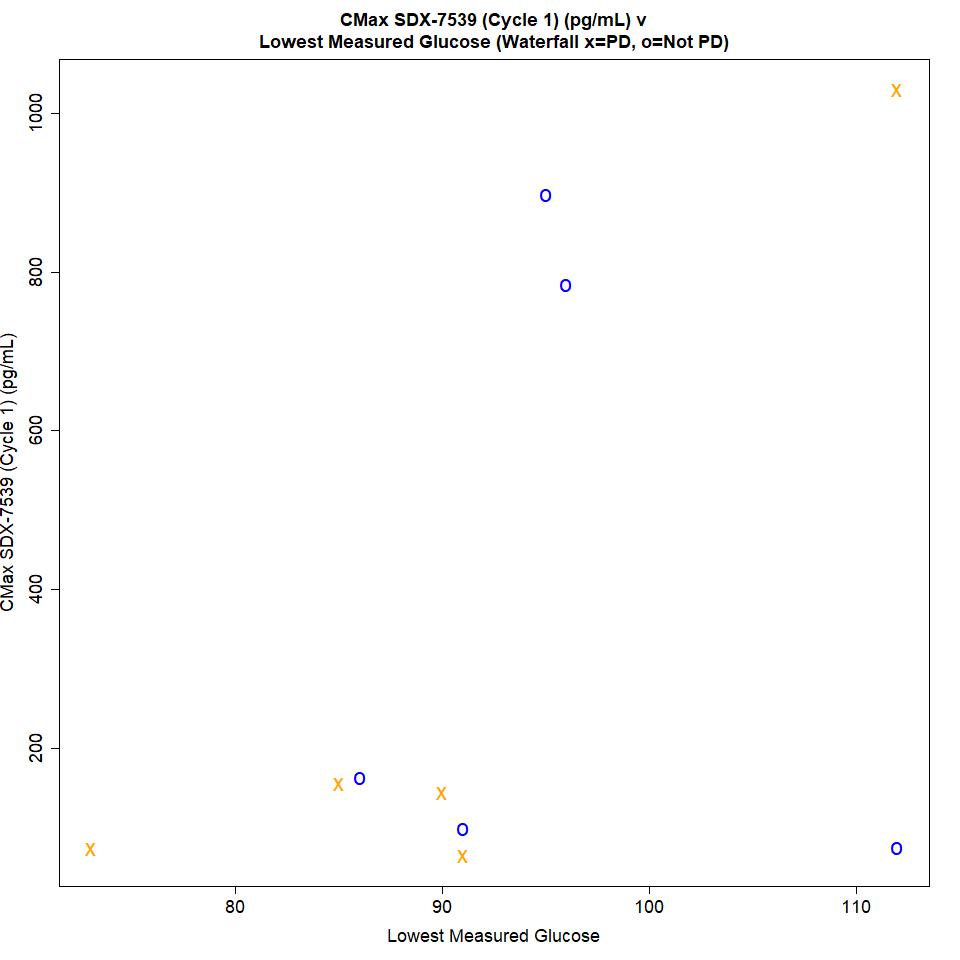 CMax SDX-7539 (Cycle 1) (pg/mL) v
Lowest Measured Glucose (Waterfall x=PD, o=Not PD)
CMax SDX-7539 (Cycle 1) (pg/mL)
1000
800
600
400
200
x
o
o
x
o
x
o
x
x
o
80
90
100
110
Lowest Measured Glucose